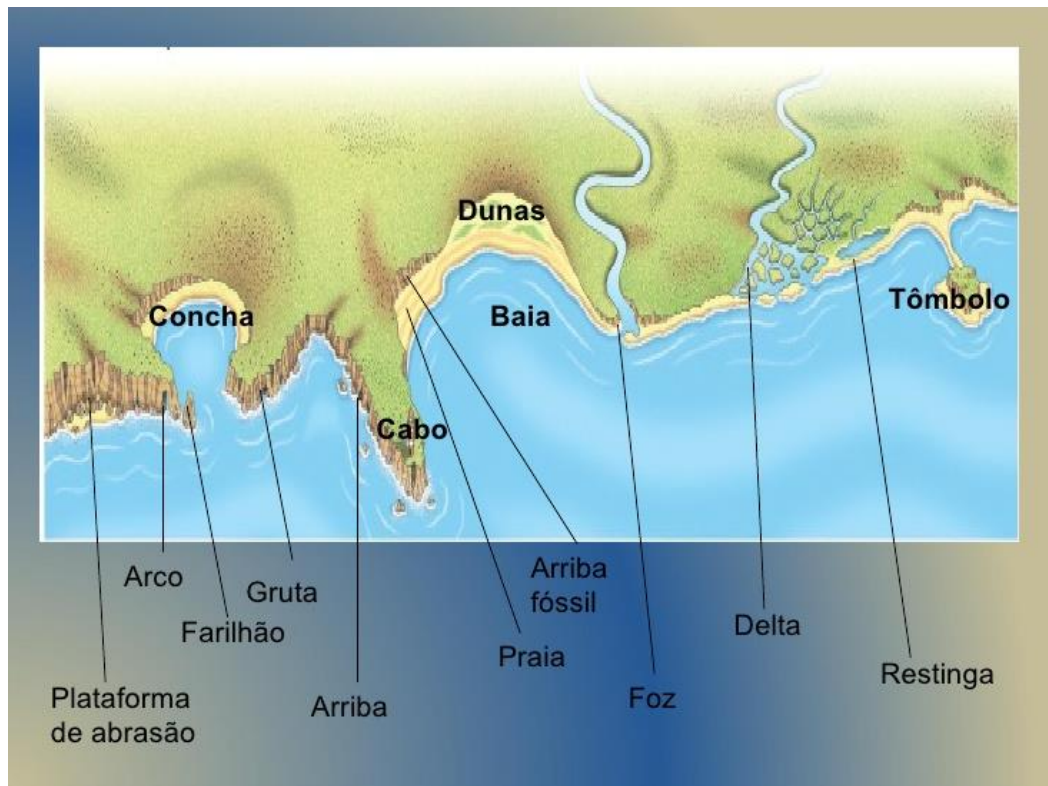 Dunas
Concha
Baia
Tômbolo
Cabo
Arco
Gruta
Farilhão
Arriba
fóssil
Praia
Delta
Restinga
Foz
Plataforma
de abrasão
Arriba